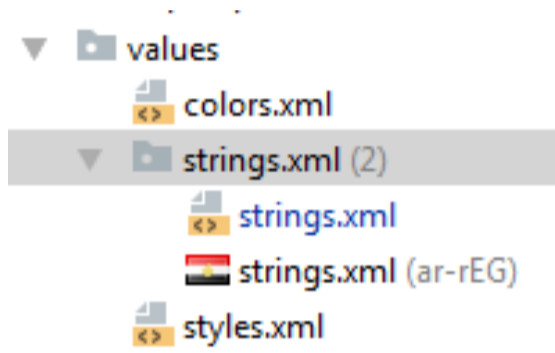 values
colors.xml
strings.xml (2)
strings.xml
strings.xml (ar-rEG)
styles.xml